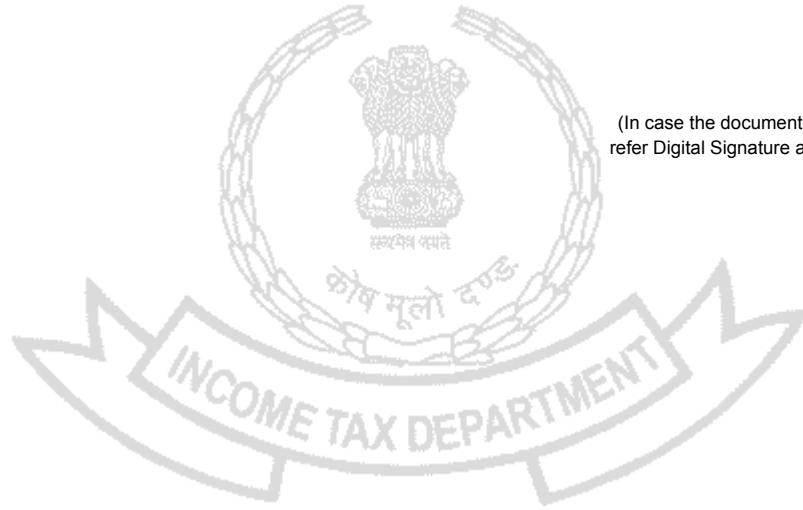 (In case the document
refer Digital Signature a
सत्यमेव जयते
कोष मूलो दण्ड:
INCOME TAX DEPARTMENT